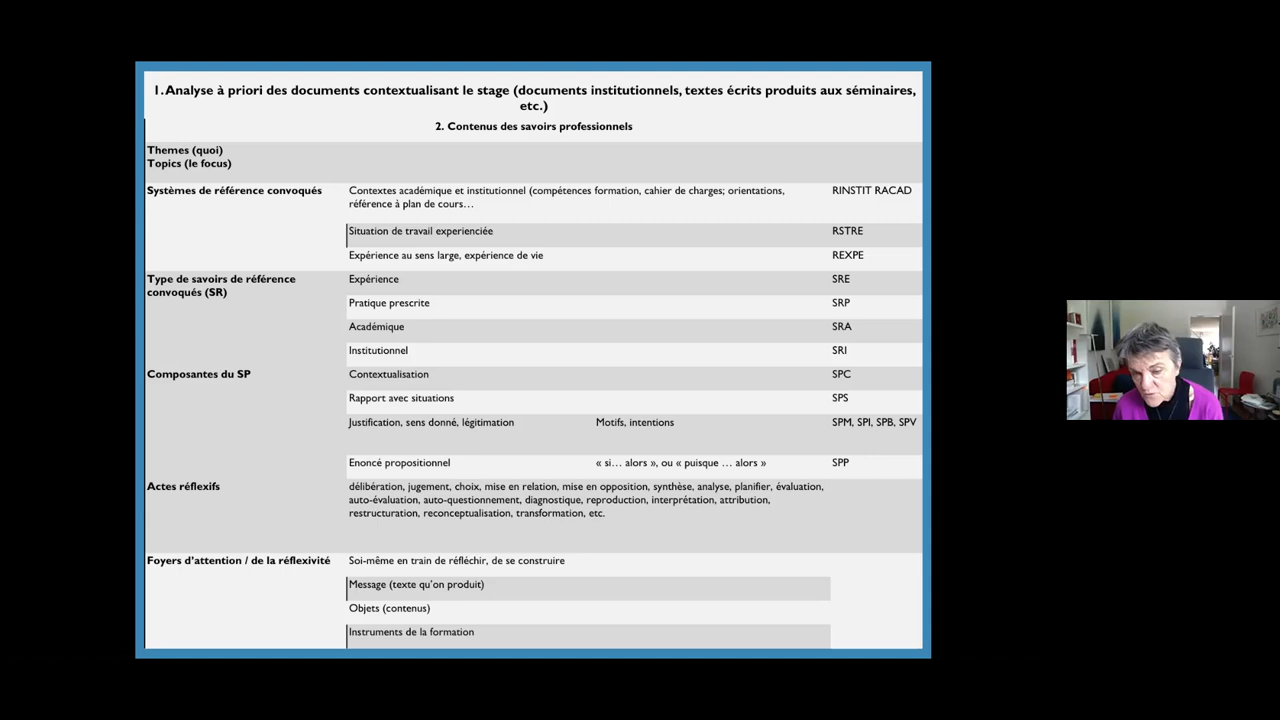 1. Analyse à priori des documents contextualisant le stage (documents institutionnels, textes écrits produits aux séminaires,
etc.)
2. Contenus des savoirs professionnels
Themes (quoi)
Topics (le focus)
Systèmes de référence convoqués
Contextes académique et institutionnel (compétences formation, cahier de charges; orientations,
référence à plan de cours…
RINSTIT RACAD
Situation de travail experienciée
RSTRE
Expérience au sens large, expérience de vie
REXPE
Type de savoirs de référence
convoqués (SR)
Expérience
SRE
Pratique prescrite
SRP
Académique
SRA
Institutionnel
SRI
Composantes du SP
Contextualisation
SPC
Rapport avec situations
SPS
Justification, sens donné, légitimation
Motifs, intentions
SPM, SPI, SPB, SPV
Enoncé propositionnel
« si… alors », ou « puisque … alors »
SPP
Actes réflexifs
délibération, jugement, choix, mise en relation, mise en opposition, synthèse, analyse, planifier, évaluation,
auto-évaluation, auto-questionnement, diagnostique, reproduction, interprétation, attribution,
restructuration, reconceptualisation, transformation, etc.
Foyers d’attention / de la réflexivité
Soi-même en train de réfléchir, de se construire
Message (texte qu’on produit)
Objets (contenus)
Instruments de la formation